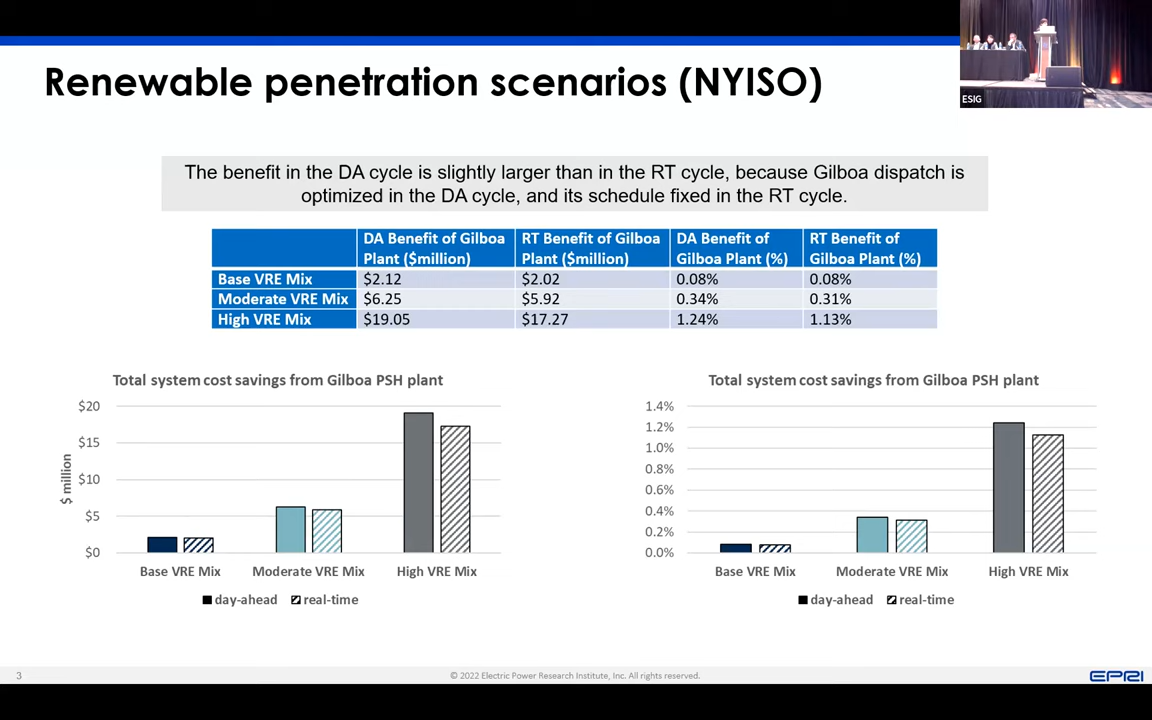 Renewable penetration scenarios (NYISO)
ESIG
The benefit in the DA cycle is slightly larger than in the RT cycle, because Gilboa dispatch is
optimized in the DA cycle, and its schedule fixed in the RT cycle.
DA Benefit of Gilboa Plant ($million) RT Benefit of Gilboa Plant ($million) DA Benefit of Gilboa Plant (%) RT Benefit of Gilboa Plant (%)
Base VRE Mix $2.12 $2.02 0.08% 0.08%
Moderate VRE Mix $6.25 $5.92 0.34% 0.31%
High VRE Mix $19.05 $17.27 1.24% 1.13%
Total system cost savings from Gilboa PSH plant
$ million
$20
$15
$10
$5
$0
Base VRE Mix Moderate VRE Mix High VRE Mix
day-ahead real-time
Total system cost savings from Gilboa PSH plant
1.4%
1.2%
1.0%
0.8%
0.6%
0.4%
0.2%
0.0%
Base VRE Mix Moderate VRE Mix High VRE Mix
day-ahead real-time
3
© 2022 Electric Power Research Institute, Inc. All rights reserved.
EPRI